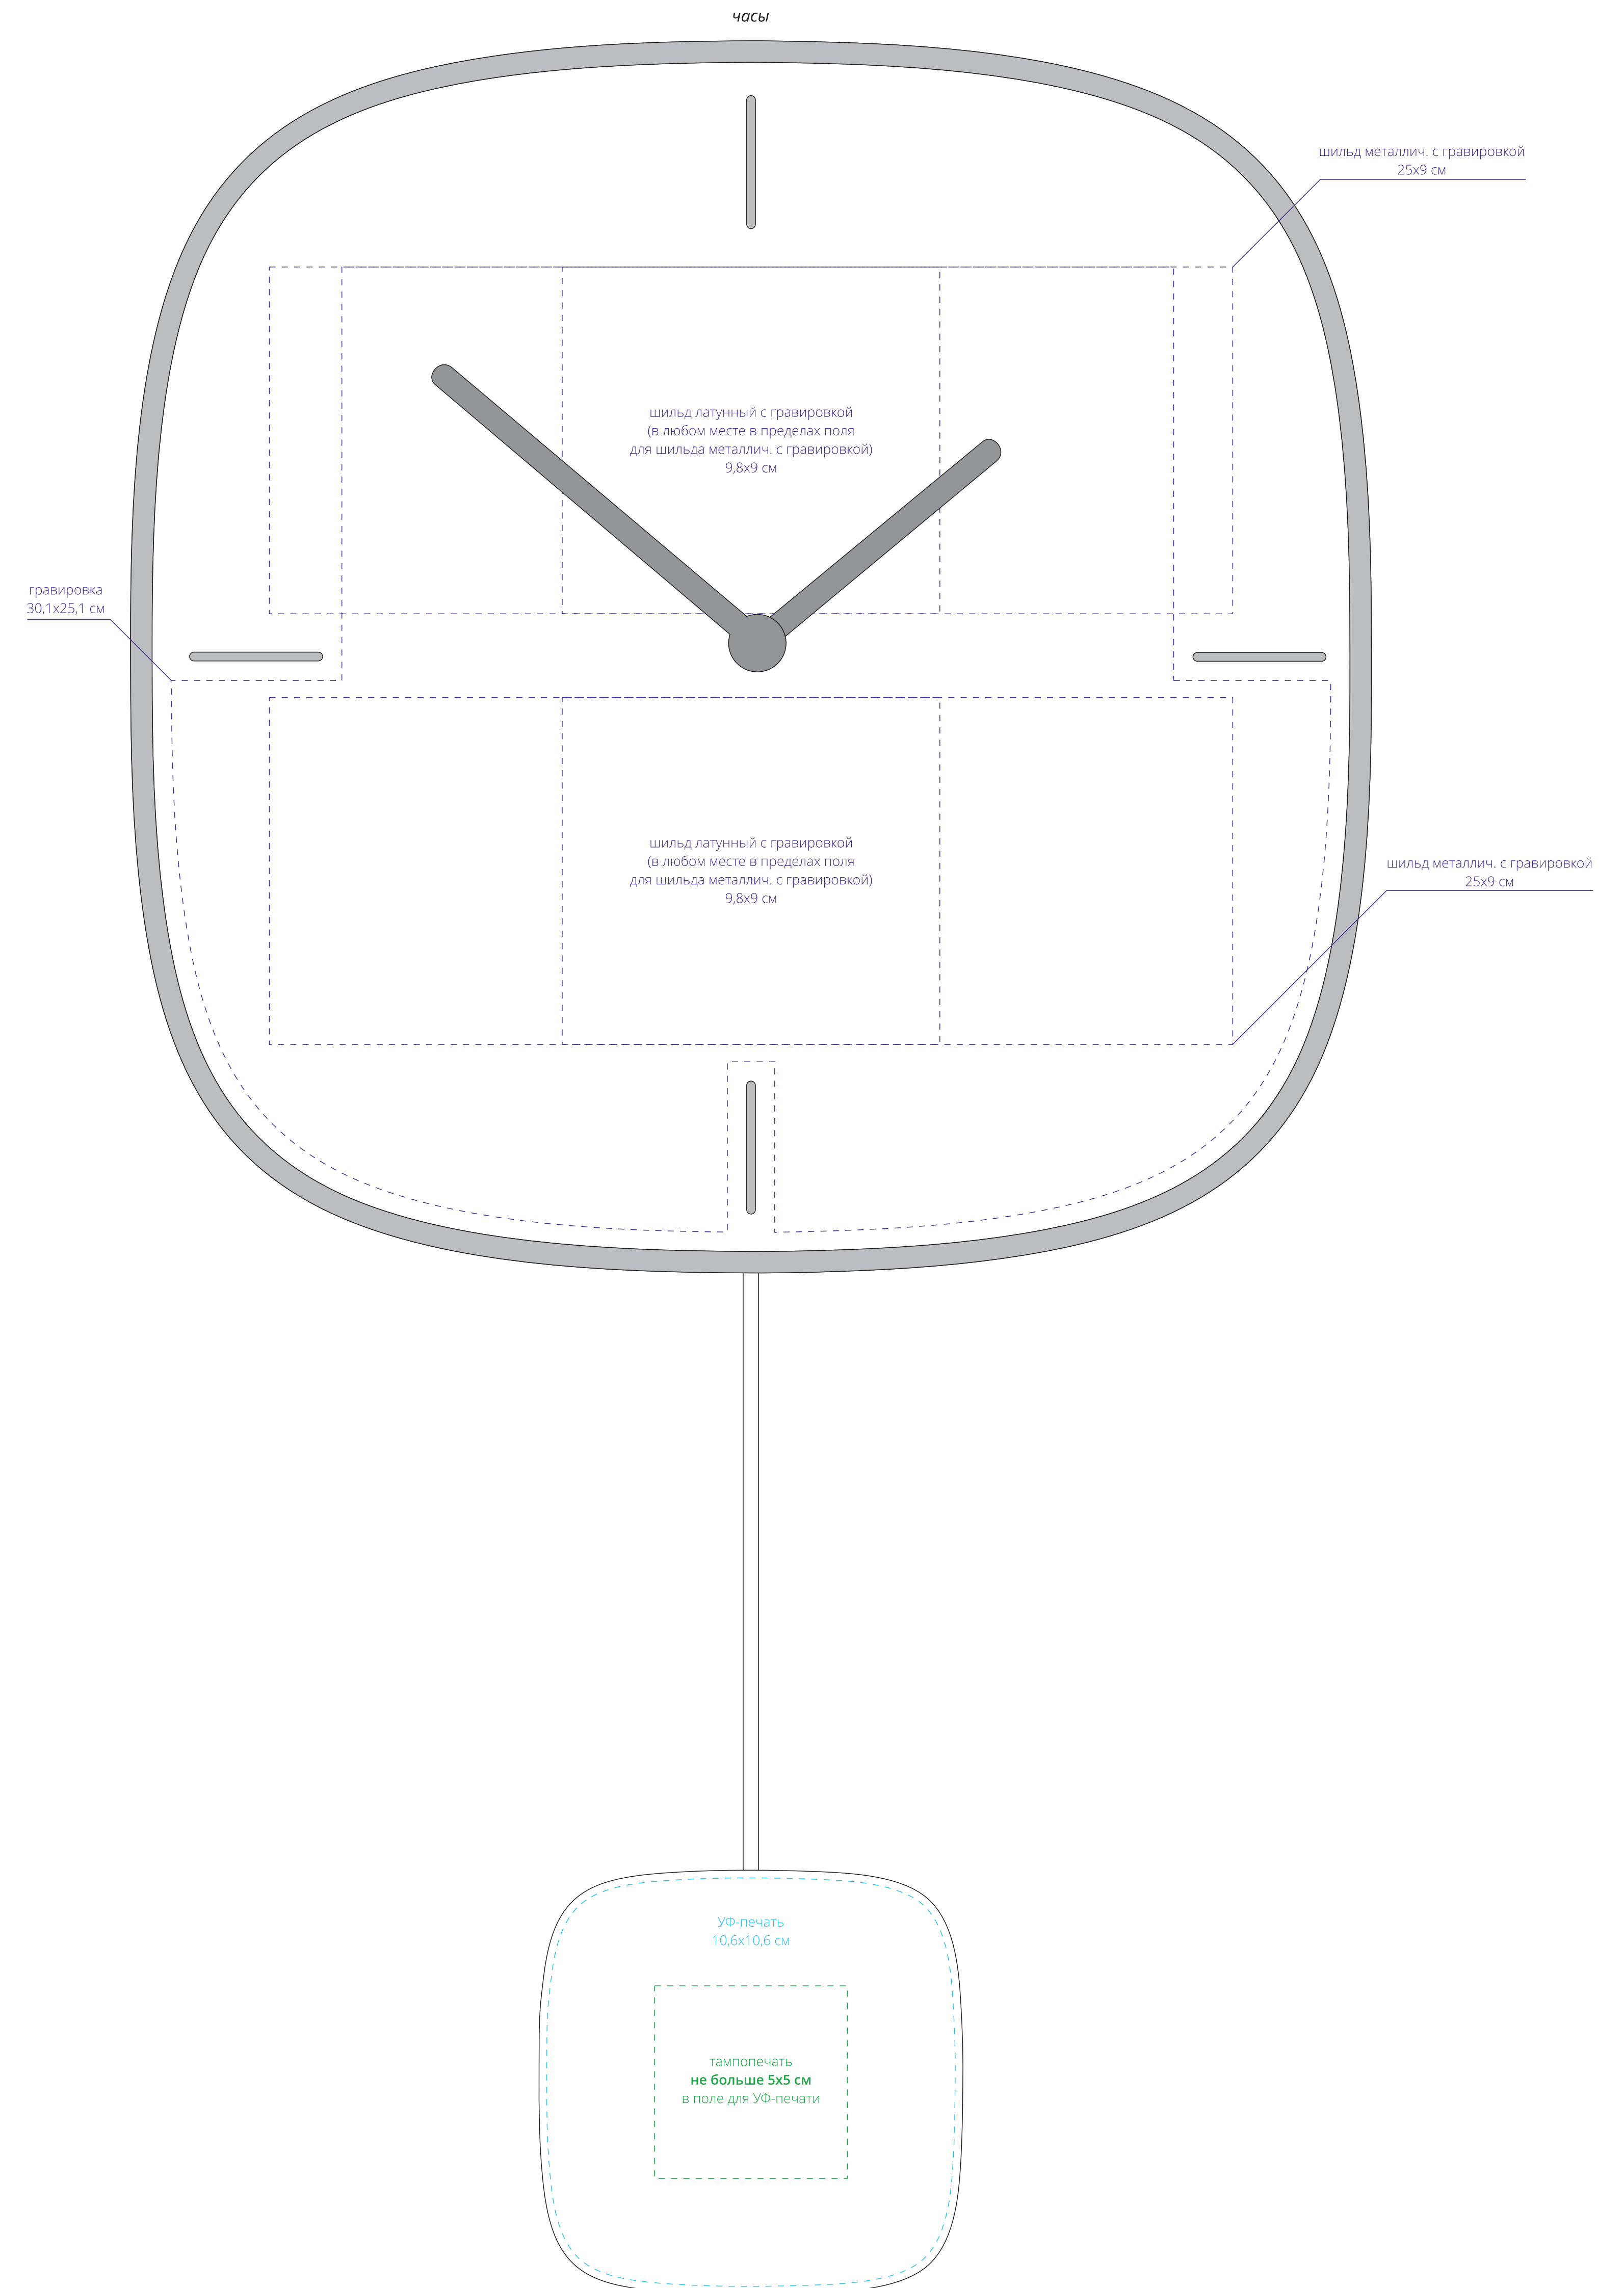 часы
шильд металлич. с гравировкой
25х9 см
шильд латунный с гравировкой
(в любом месте в пределах поля
для шильда металлич. с гравировкой)
9,8х9 см
гравировка
30,1х25,1 см
шильд латунный с гравировкой
(в любом месте в пределах поля
для шильда металлич. с гравировкой)
9,8х9 см
шильд металлич. с гравировкой
25х9 см
УФ-печать
10,6х10,6 см
тампопечать
не больше 5х5 см
в поле для УФ-печати